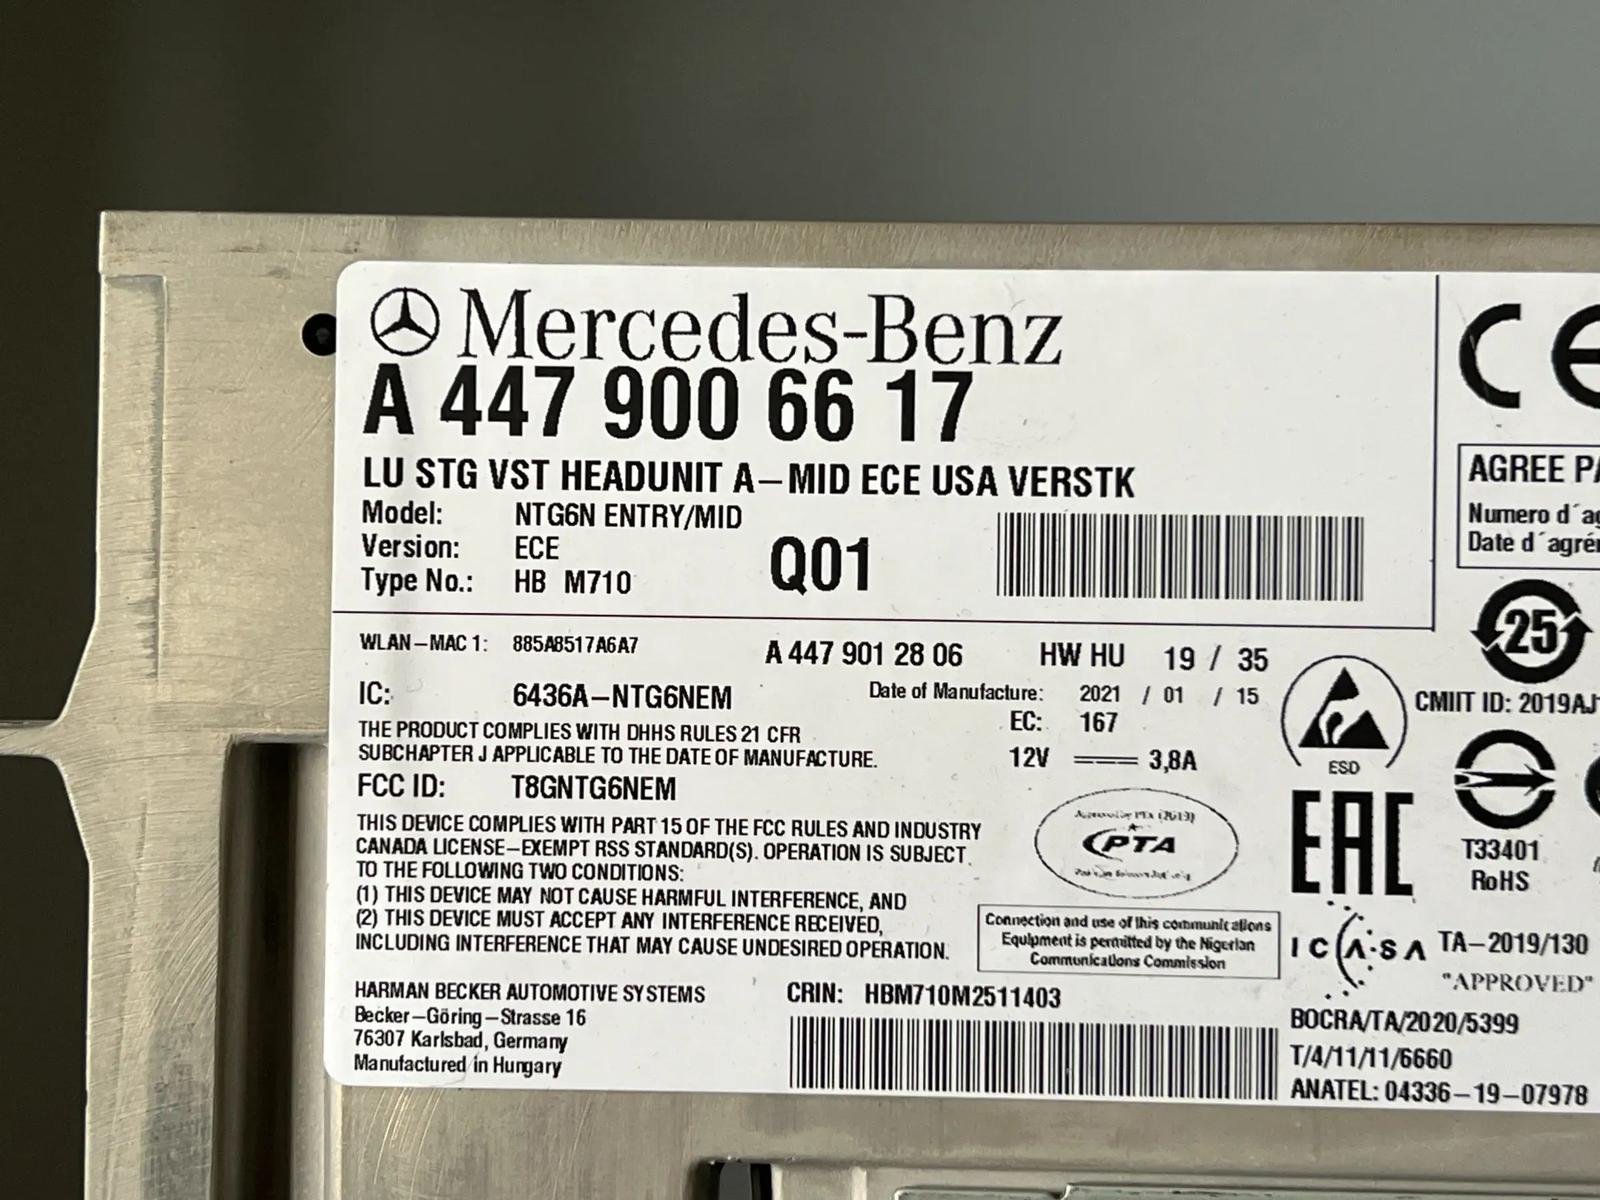 Mercedes-Benz
A 447 900 66 17
LU STG VST HEADUNIT A-MID ECE USA VERSTK
Model: NTG6N ENTRY/MID
Version: ECE
Type No.: HB M710
Q01
WLAN-MAC 1: 885A8517A6A7
A 447 901 28 06 HW HU 19 / 35
IC: 6436A-NTG6NEM
Date of Manufacture: 2021 / 01 / 15
EC: 167
THE PRODUCT COMPLIES WITH DHHS RULES 21 CFR
SUBCHAPTER J APPLICABLE TO THE DATE OF MANUFACTURE.
12V 3,8A
FCC ID: T8GNTG6NEM
THIS DEVICE COMPLIES WITH PART 15 OF THE FCC RULES AND INDUSTRY
CANADA LICENSE-EXEMPT RSS STANDARD(S). OPERATION IS SUBJECT
TO THE FOLLOWING TWO CONDITIONS:
(1) THIS DEVICE MAY NOT CAUSE HARMFUL INTERFERENCE, AND
(2) THIS DEVICE MUST ACCEPT ANY INTERFERENCE RECEIVED,
INCLUDING INTERFERENCE THAT MAY CAUSE UNDESIRED OPERATION.
Approved by PTA (2019)
PTA
Connection and use of this communications
Equipment is permitted by the Nigerian
Communications Commission
HARMAN BECKER AUTOMOTIVE SYSTEMS
Becker-Göring-Strasse 16
76307 Karlsbad, Germany
Manufactured in Hungary
CRIN: HBM710M2511403
CE
AGREE
Numero
Date
25
CMIIT ID: 2019AJ
ESD
EAC
T33401
RoHS
ICASA TA-2019/130
"APPROVED"
BOCRA/TA/2020/5399
T/4/11/11/6660
ANATEL: 04336-19-07978